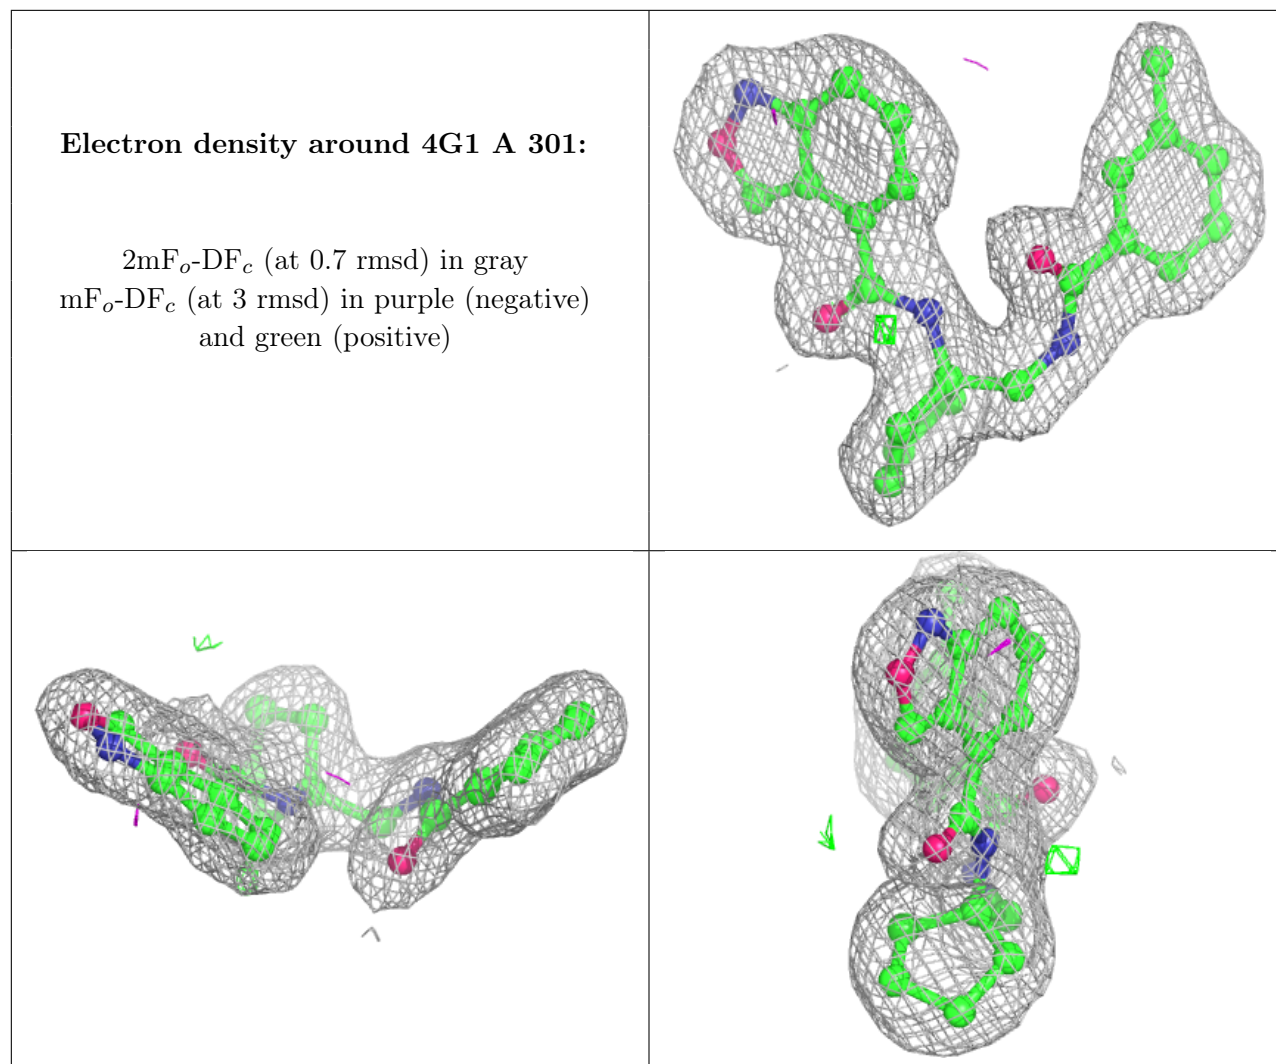 Electron density around 4G1 A 301:
2mFo-DFc (at 0.7 rmsd) in gray
mFo-DFc (at 3 rmsd) in purple (negative)
and green (positive)